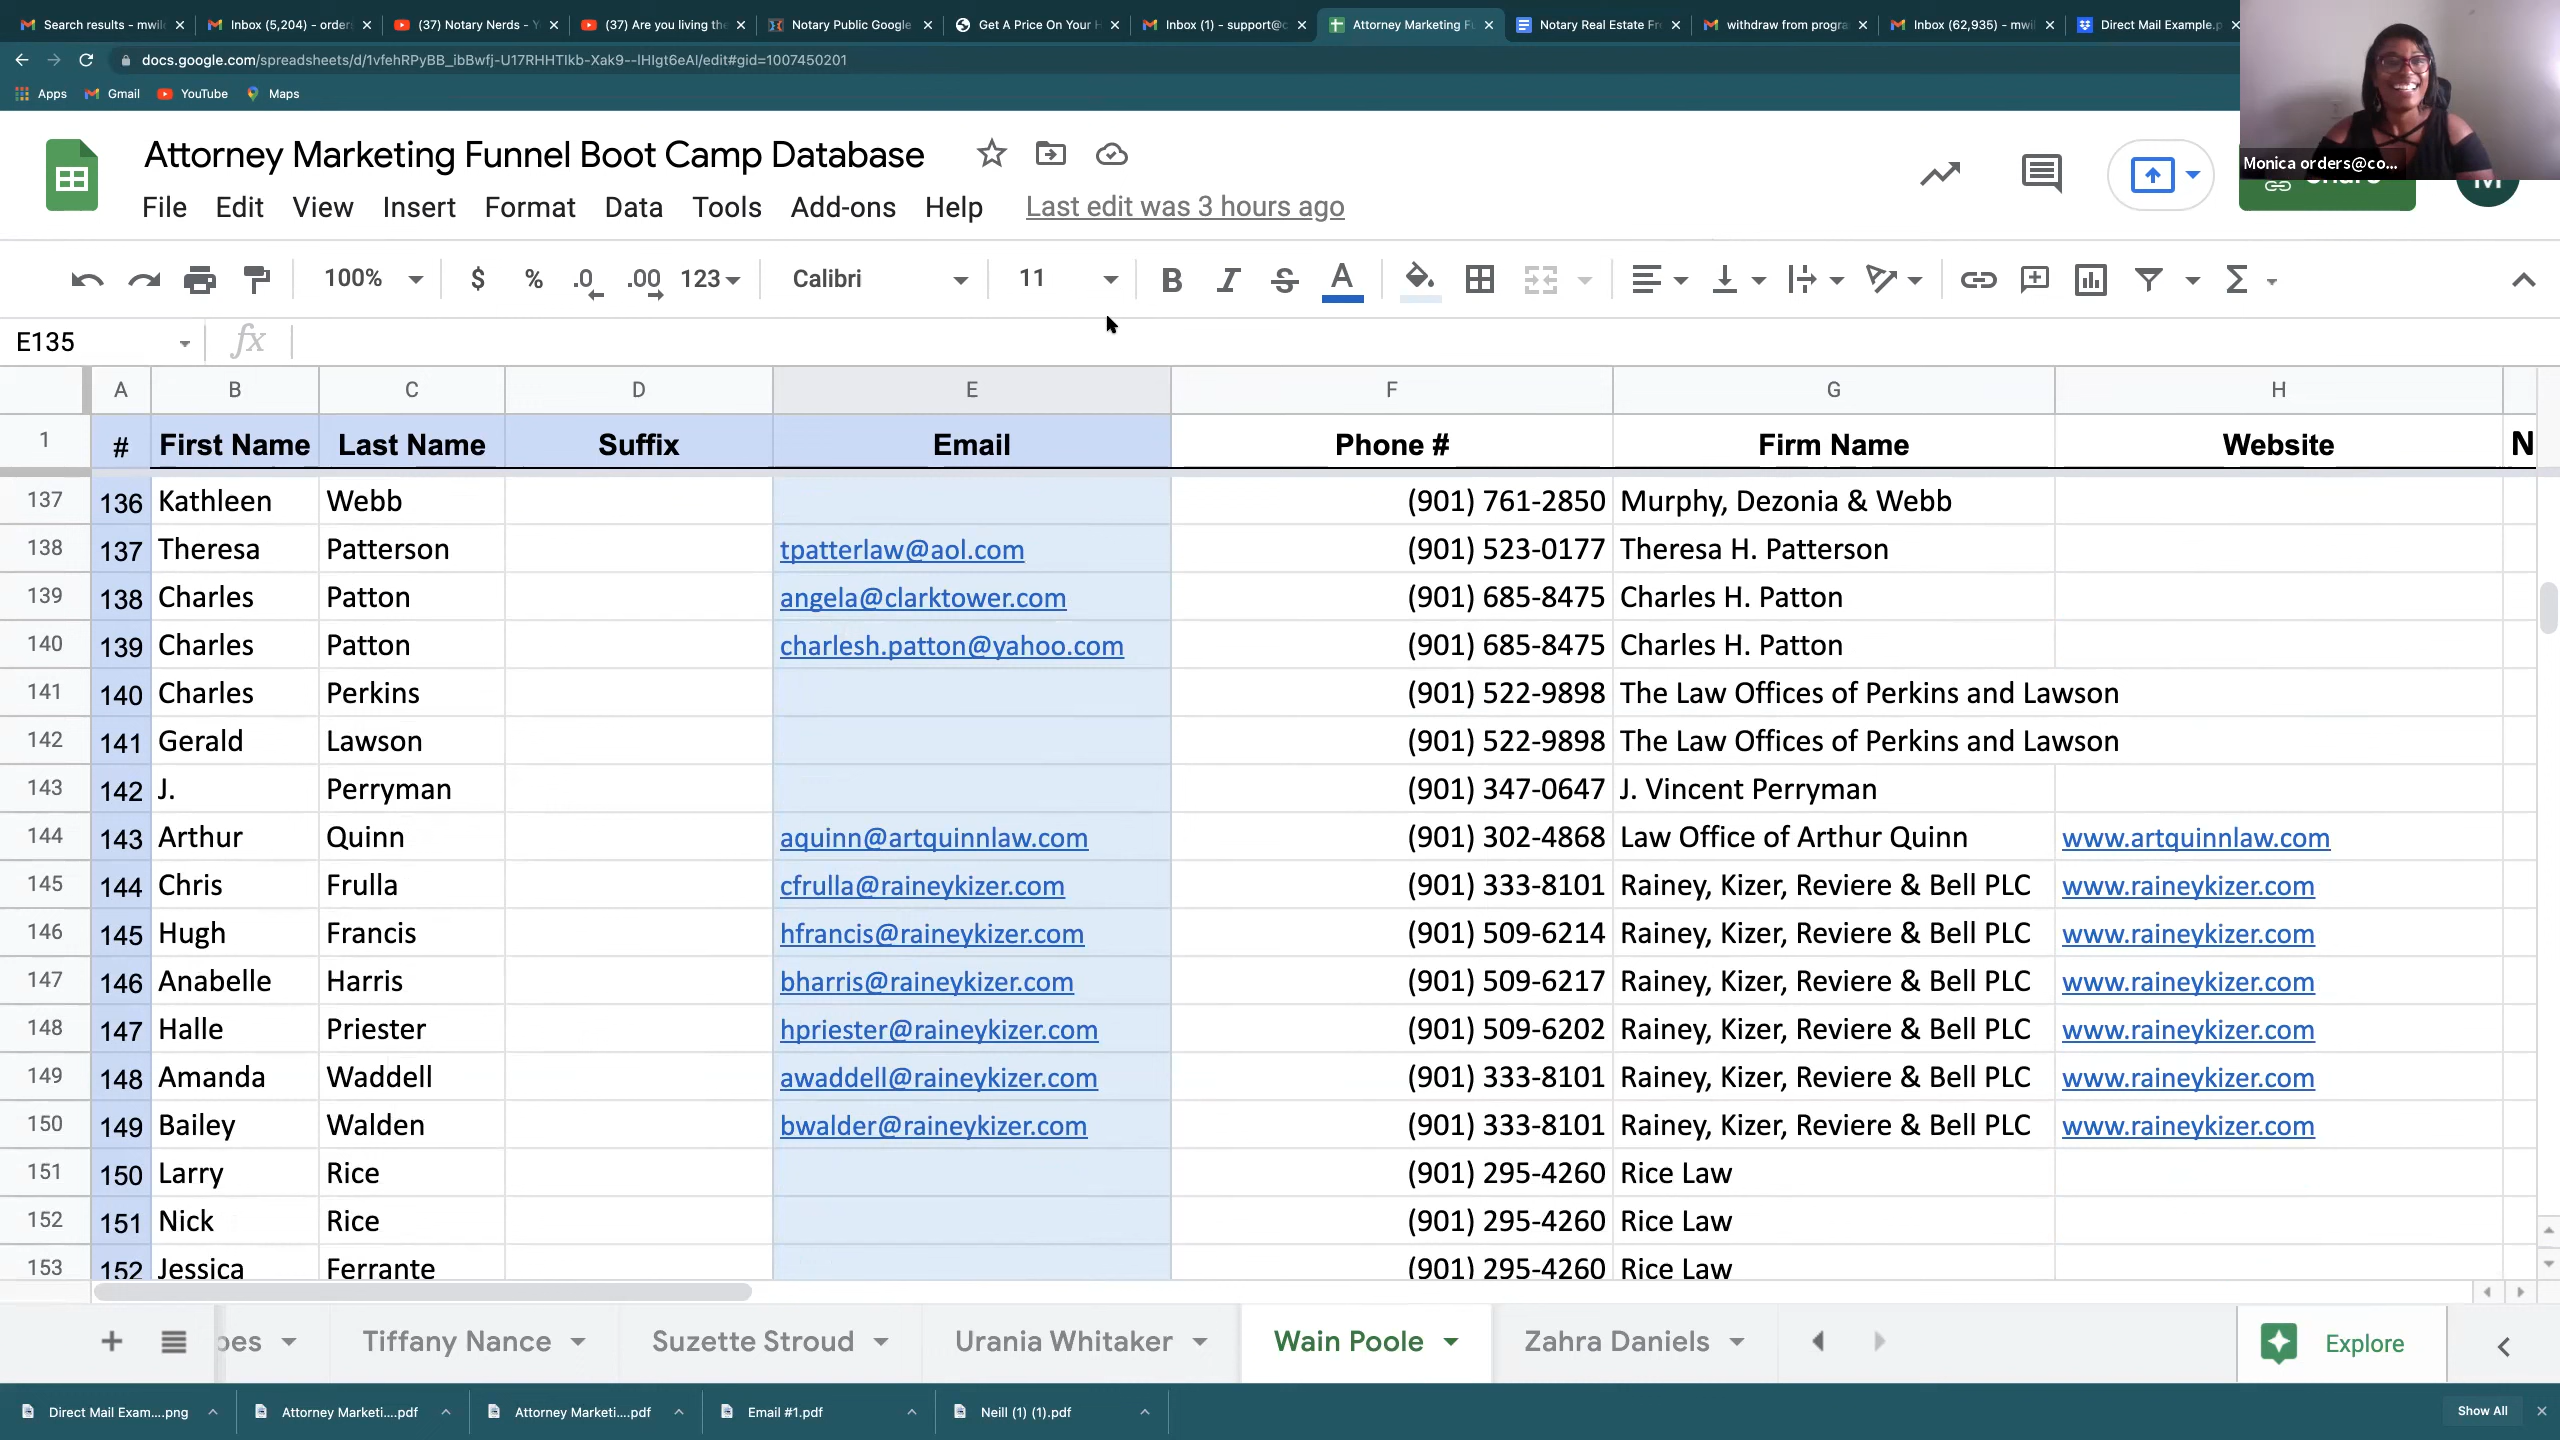 Search results - mwil
Inbox (5,204) - order
(37) Notary Nerds - Y
(37) Are you living the
Notary Public Google
Get A Price On Your H
Inbox (1) - support@c
Attorney Marketing Fu
Notary Real Estate Fr
withdraw from progra
Inbox (62,935) - mwi
Direct Mail Example.p
docs.google.com/spreadsheets/d/1vfehRPyBB_ibBwfj-U17RHHTIkb-Xak9--lHIgt6eAI/edit#gid=1007450201
Apps Gmail YouTube Maps
Attorney Marketing Funnel Boot Camp Database
Monica orders@co...
File Edit View Insert Format Data Tools Add-ons Help Last edit was 3 hours ago
100% $ % .0 .00 123 Calibri 11 B I S A
E135 fx
A B C D E F G H
1 # First Name Last Name Suffix Email Phone # Firm Name Website N
137 136 Kathleen Webb (901) 761-2850 Murphy, Dezonia & Webb
138 137 Theresa Patterson tpatterlaw@aol.com (901) 523-0177 Theresa H. Patterson
139 138 Charles Patton angela@clarktower.com (901) 685-8475 Charles H. Patton
140 139 Charles Patton charlesh.patton@yahoo.com (901) 685-8475 Charles H. Patton
141 140 Charles Perkins (901) 522-9898 The Law Offices of Perkins and Lawson
142 141 Gerald Lawson (901) 522-9898 The Law Offices of Perkins and Lawson
143 142 J. Perryman (901) 347-0647 J. Vincent Perryman
144 143 Arthur Quinn aquinn@artquinnlaw.com (901) 302-4868 Law Office of Arthur Quinn www.artquinnlaw.com
145 144 Chris Frulla cfrulla@raineykizer.com (901) 333-8101 Rainey, Kizer, Reviere & Bell PLC www.raineykizer.com
146 145 Hugh Francis hfrancis@raineykizer.com (901) 509-6214 Rainey, Kizer, Reviere & Bell PLC www.raineykizer.com
147 146 Anabelle Harris bharris@raineykizer.com (901) 509-6217 Rainey, Kizer, Reviere & Bell PLC www.raineykizer.com
148 147 Halle Priester hpriester@raineykizer.com (901) 509-6202 Rainey, Kizer, Reviere & Bell PLC www.raineykizer.com
149 148 Amanda Waddell awaddell@raineykizer.com (901) 333-8101 Rainey, Kizer, Reviere & Bell PLC www.raineykizer.com
150 149 Bailey Walden bwalder@raineykizer.com (901) 333-8101 Rainey, Kizer, Reviere & Bell PLC www.raineykizer.com
151 150 Larry Rice (901) 295-4260 Rice Law
152 151 Nick Rice (901) 295-4260 Rice Law
153 152 Jessica Ferrante (901) 295-4260 Rice Law
pes Tiffany Nance Suzette Stroud Urania Whitaker Wain Poole Zahra Daniels Explore
Direct Mail Exam....png Attorney Marketi....pdf Attorney Marketi....pdf Email #1.pdf Neill (1) (1).pdf Show All